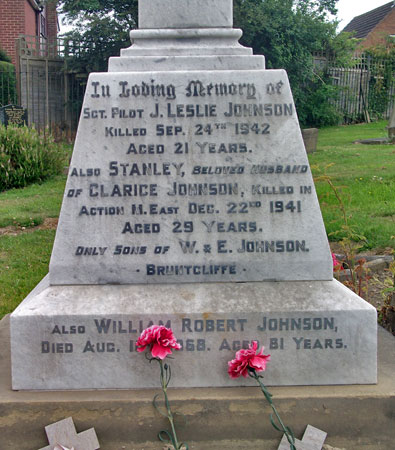 In Loving Memory of
Sgt. Pilot J. Leslie Johnson
Killed Sep. 24th 1942
Aged 21 Years.
Also Stanley, Beloved Husband
of Clarice Johnson, Killed in
Action M. East Dec. 22nd 1941
Aged 29 Years.
Only Sons of W. & E. Johnson.
- Bruntcliffe -
Also William Robert Johnson,
Died Aug. 1968. Aged 81 Years.